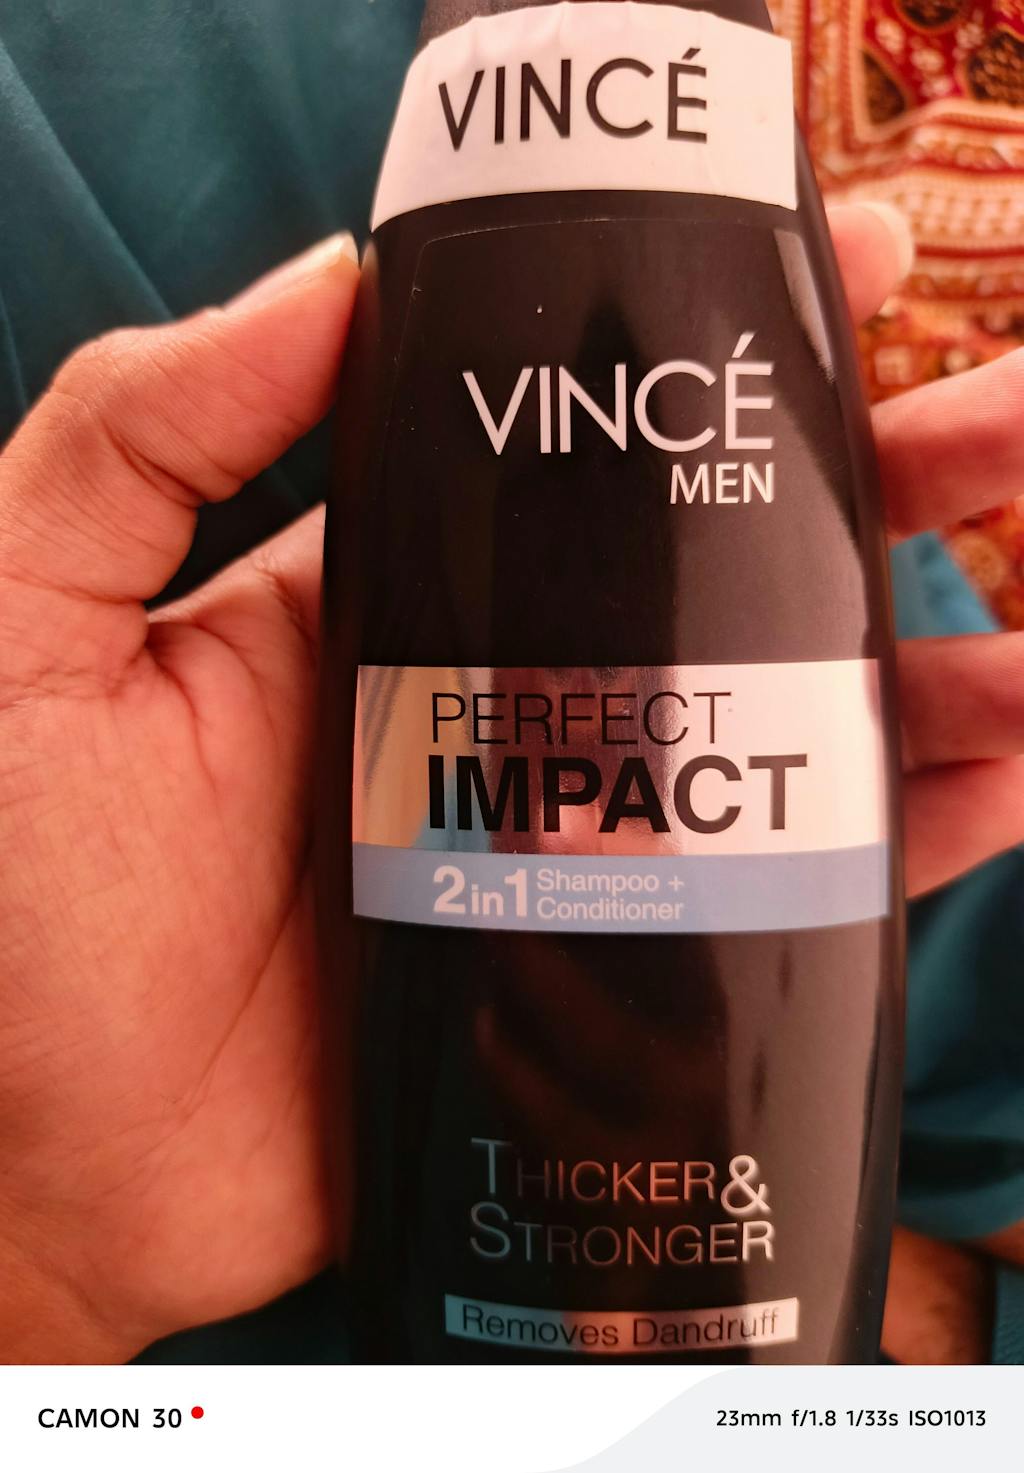 VINCÉ
VINCÉ
MEN
PERFECT
IMPACT
2in1 Shampoo +
Conditioner
THICKER &
STRONGER
Removes Dandruff
CAMON 30
23mm f/1.8 1/33s ISO1013